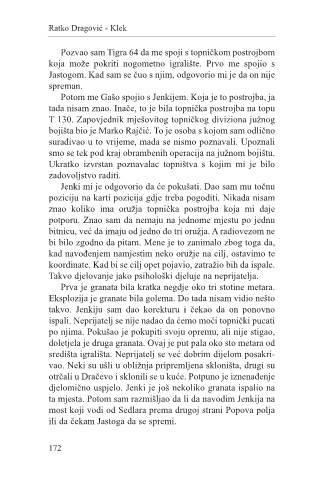 Ratko Dragović - Klek
Pozvao sam Tigra 64 da me spoji s topničkom postrojbom
koja može pokriti nogometno igralište. Prvo me spojio s
Jastogom. Kad sam se čuo s njim, odgovorio mi je da on nije
spreman.
Potom me Gašo spojio s Jenkijem. Koja je to postrojba, ja
tada nisam znao. Inače, to je bila topnička postrojba na topu
T 130. Zapovjednik mješovitog topničkog diviziona južnog
bojišta bio je Marko Rajčić. To je osoba s kojom sam odlično
surađivao u to vrijeme, mada se nismo poznavali. Upoznali
smo se tek pod kraj obrambenih operacija na južnom bojištu.
Ukratko izvrstan poznavalac topništva s kojim mi je bilo
zadovoljstvo raditi.
Jenki mi je odgovorio da će pokušati. Dao sam mu točnu
poziciju na karti pozicija gdje treba pogoditi. Nikada nisam
znao koliko ima oružja topnička postrojba koja mi daje
potporu. Znao sam da nemaju na jednome mjestu po jednu
bitnicu, već da imaju od jedno do tri oružja. A radiovezom ne
bi bilo zgodno da pitam. Mene je to zanimalo zbog toga da,
kad navođenjem namjestim neko oružje na cilj, ostavimo te
koordinate. Kad bi se cilj opet pojavio, zatražio bih da ispale.
Takvo djelovanje jako psihološki djeluje na neprijatelja.
Prva je granata bila kratka negdje oko tri stotine metara.
Eksplozija je granate bila golema. Do tada nisam vidio nešto
takvo. Jenkiju sam dao korekturu i čekao da on ponovno
ispali. Neprijatelj se nije nadao da ćemo moći topnički pucati
po njima. Pokušao je pokupiti svoju opremu, ali nije stigao,
doletjela je druga granata. Ovaj je put pala oko sto metara od
središta igrališta. Neprijatelj se već dobrim dijelom posakri-
vao. Neki su ušli u obližnja pripremljena skloništa, drugi su
otrčali u Dračevo i sklonili se u kuće. Potpuno je iznenađenje
djelomično uspjelo. Jenki je još nekoliko granata ispalio na
ta mjesta. Potom sam razmišljao da li da navodim Jenkija na
most koji vodi od Sedlara prema drugoj strani Popova polja
ili da čekam Jastoga da se spremi.
172